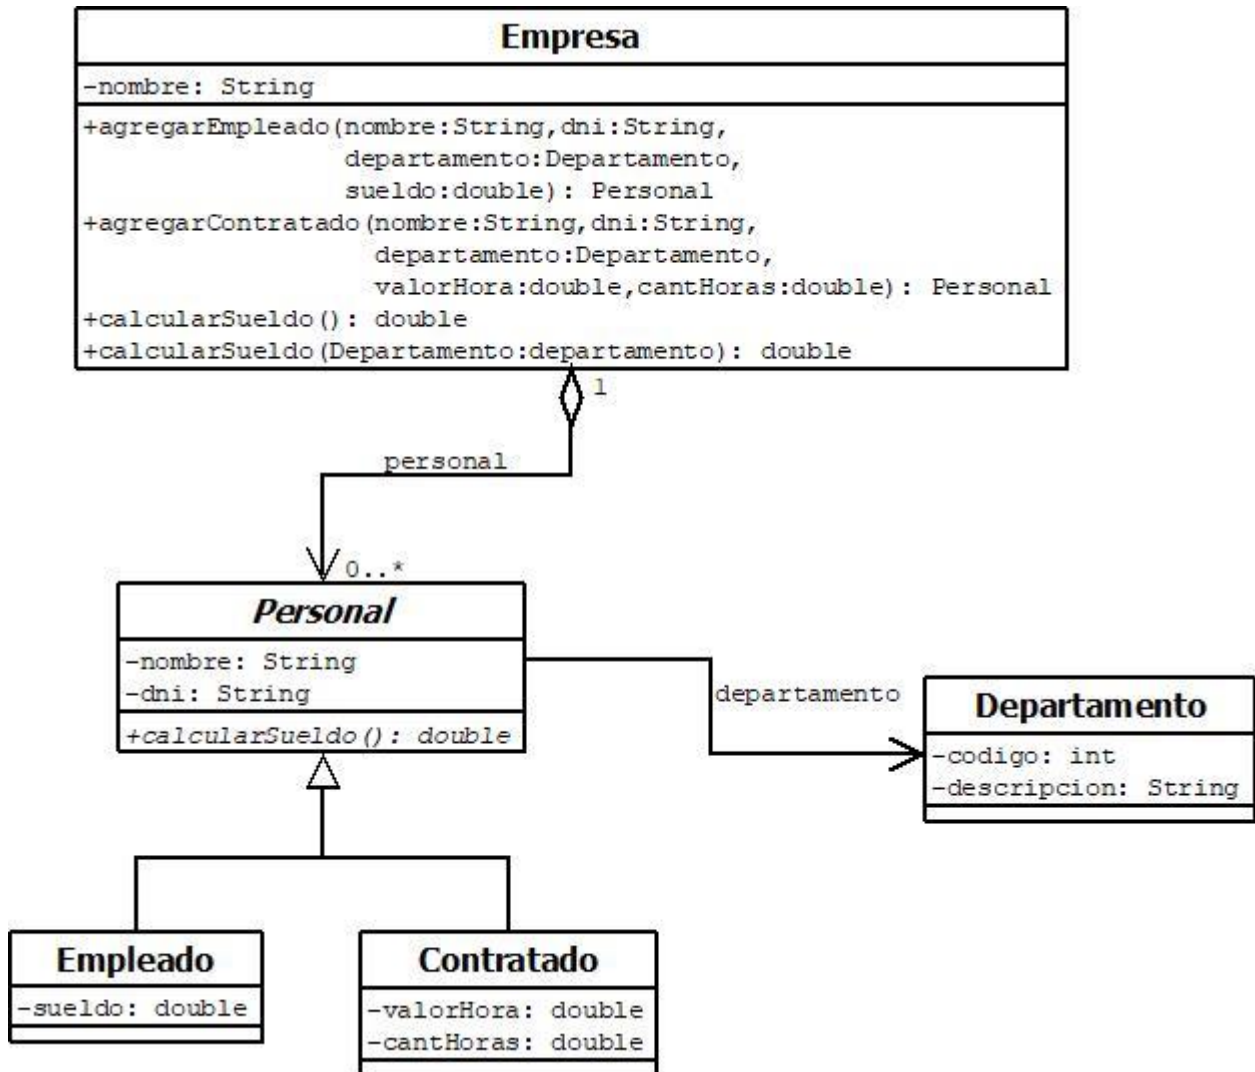 Empresa
-nombre: String
+agregarEmpleado(nombre:String,dni:String,
departamento:Departamento,
sueldo:double): Personal
+agregarContratado(nombre:String,dni:String,
departamento:Departamento,
valorHora:double,cantHoras:double): Personal
+calcularSueldo(): double
+calcularSueldo(Departamento:departamento): double
1
personal
0..*
Personal
-nombre: String
-dni: String
+calcularSueldo(): double
departamento
Departamento
-codigo: int
-descripcion: String
Empleado
-sueldo: double
Contratado
-valorHora: double
-cantHoras: double